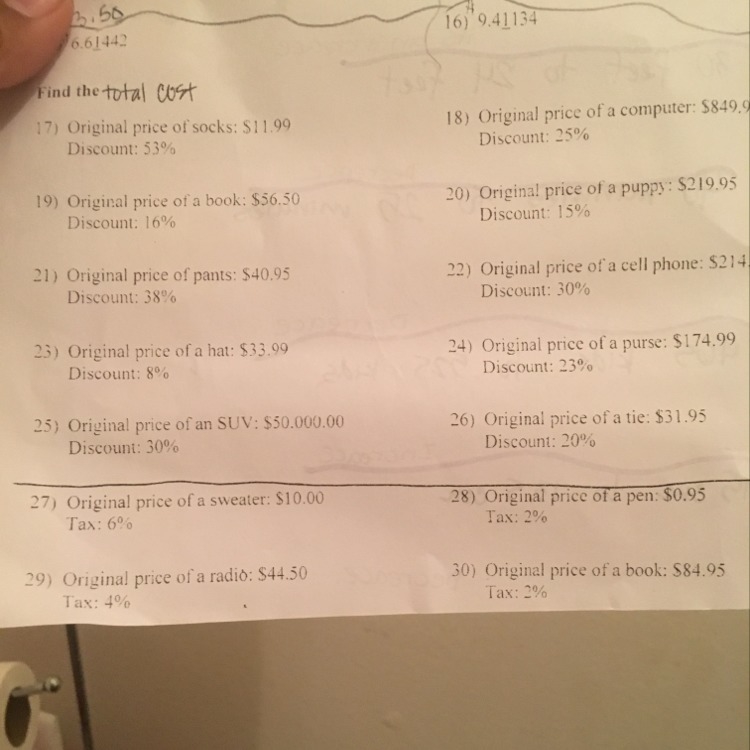 3.50
6.61442
16) 9.41134
Find the total cost
17) Original price of socks: $11.99
Discount: 53%
18) Original price of a computer: $849.9
Discount: 25%
19) Original price of a book: $56.50
Discount: 16%
20) Original price of a puppy: $219.95
Discount: 15%
21) Original price of pants: $40.95
Discount: 38%
22) Original price of a cell phone: $214.
Discount: 30%
23) Original price of a hat: $33.99
Discount: 8%
24) Original price of a purse: $174.99
Discount: 23%
25) Original price of an SUV: $50,000.00
Discount: 30%
26) Original price of a tie: $31.95
Discount: 20%
27) Original price of a sweater: $10.00
Tax: 6%
28) Original price of a pen: $0.95
Tax: 2%
29) Original price of a radio: $44.50
Tax: 4%
30) Original price of a book: $84.95
Tax: 2%